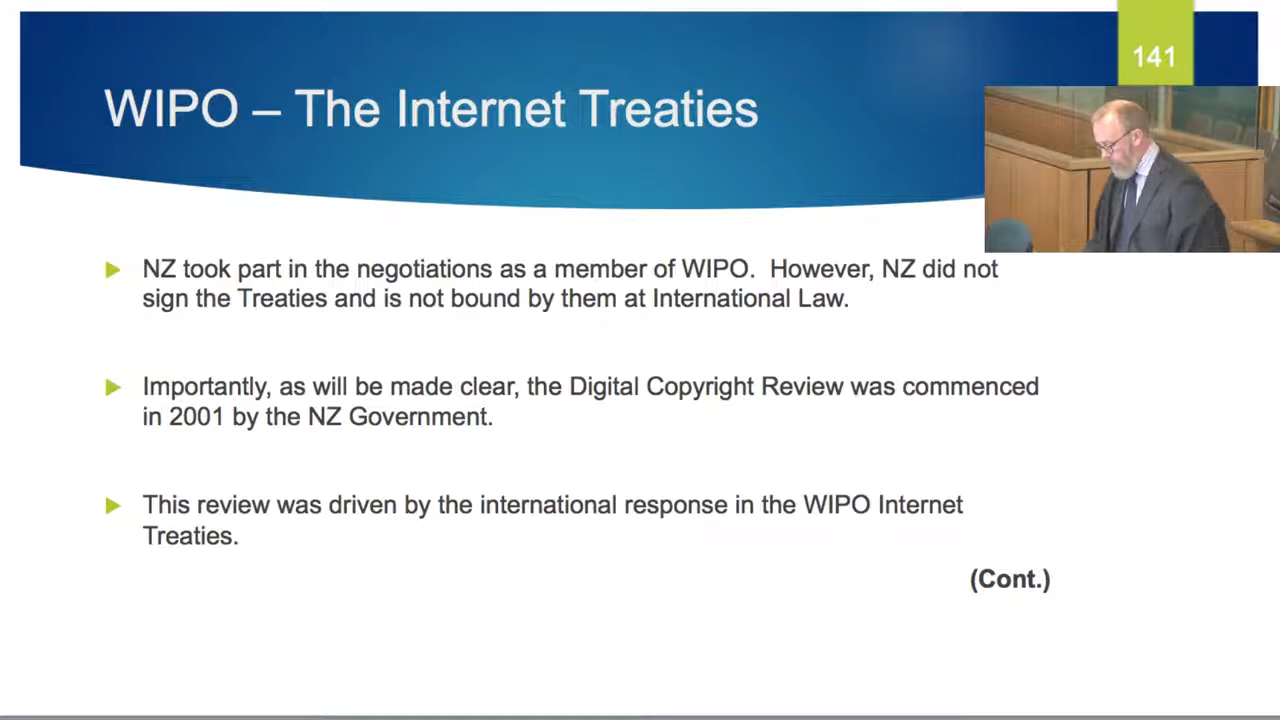 141
WIPO – The Internet Treaties
NZ took part in the negotiations as a member of WIPO.  However, NZ did not
sign the Treaties and is not bound by them at International Law.
Importantly, as will be made clear, the Digital Copyright Review was commenced
in 2001 by the NZ Government.
This review was driven by the international response in the WIPO Internet
Treaties.
(Cont.)